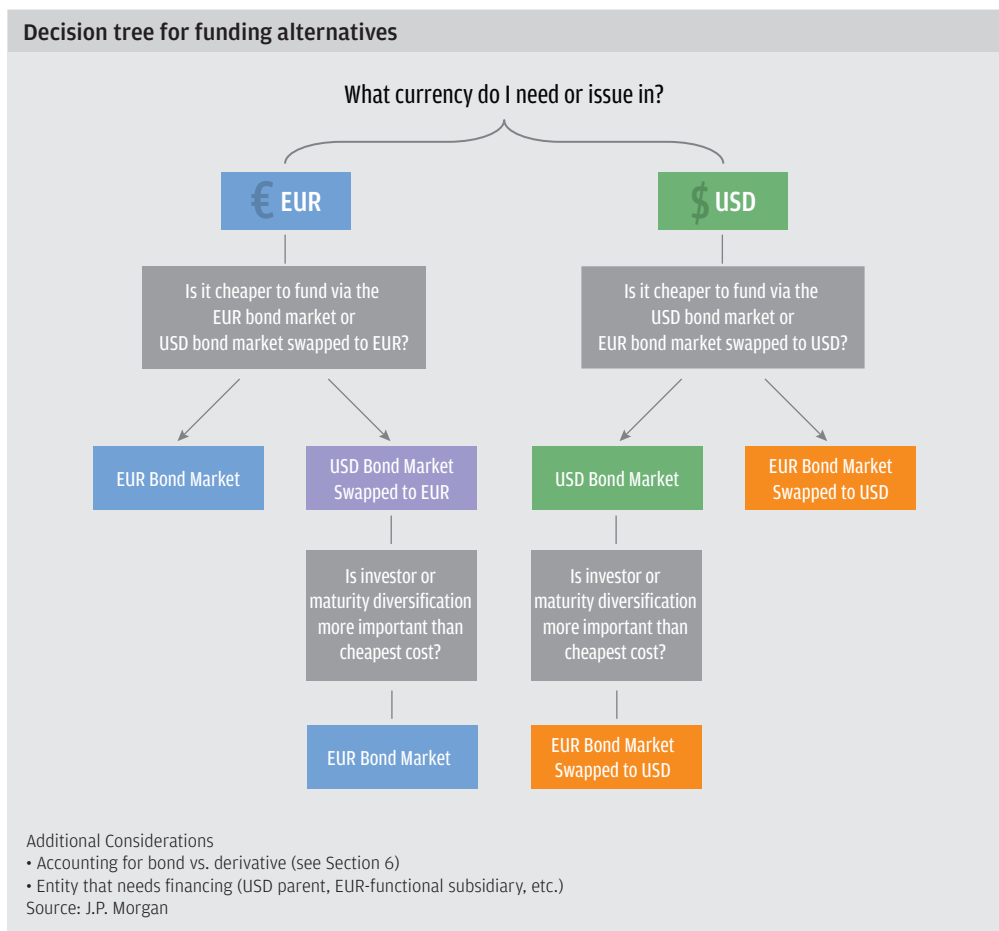 Decision tree for funding alternatives
What currency do I need or issue in?
€ EUR
$ USD
Is it cheaper to fund via the
EUR bond market or
USD bond market swapped to EUR?
Is it cheaper to fund via the
USD bond market or
EUR bond market swapped to USD?
EUR Bond Market
USD Bond Market
Swapped to EUR
USD Bond Market
EUR Bond Market
Swapped to USD
Is investor or
maturity diversification
more important than
cheapest cost?
Is investor or
maturity diversification
more important than
cheapest cost?
EUR Bond Market
EUR Bond Market
Swapped to USD
Additional Considerations
• Accounting for bond vs. derivative (see Section 6)
• Entity that needs financing (USD parent, EUR-functional subsidiary, etc.)
Source: J.P. Morgan